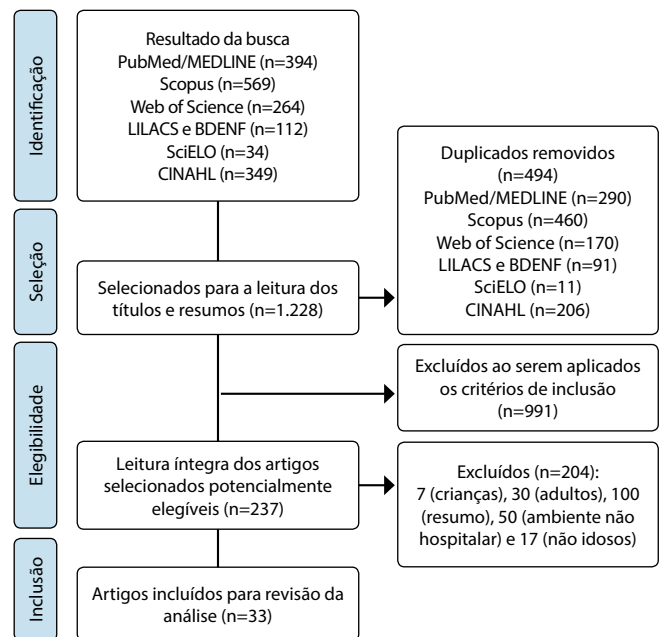 Identificação
Resultado da busca
PubMed/MEDLINE (n=394)
Scopus (n=569)
Web of Science (n=264)
LILACS e BDENF (n=112)
SciELO (n=34)
CINAHL (n=349)
Seleção
Selecionados para a leitura dos
títulos e resumos (n=1.228)
Duplicados removidos
(n=494)
PubMed/MEDLINE (n=290)
Scopus (n=460)
Web of Science (n=170)
LILACS e BDENF (n=91)
SciELO (n=11)
CINAHL (n=206)
Elegibilidade
Excluídos ao serem aplicados
os critérios de inclusão
(n=991)
Leitura íntegra dos artigos
selecionados potencialmente
elegíveis (n=237)
Excluídos (n=204):
7 (crianças), 30 (adultos), 100
(resumo), 50 (ambiente não
hospitalar) e 17 (não idosos)
Inclusão
Artigos incluídos para revisão da
análise (n=33)